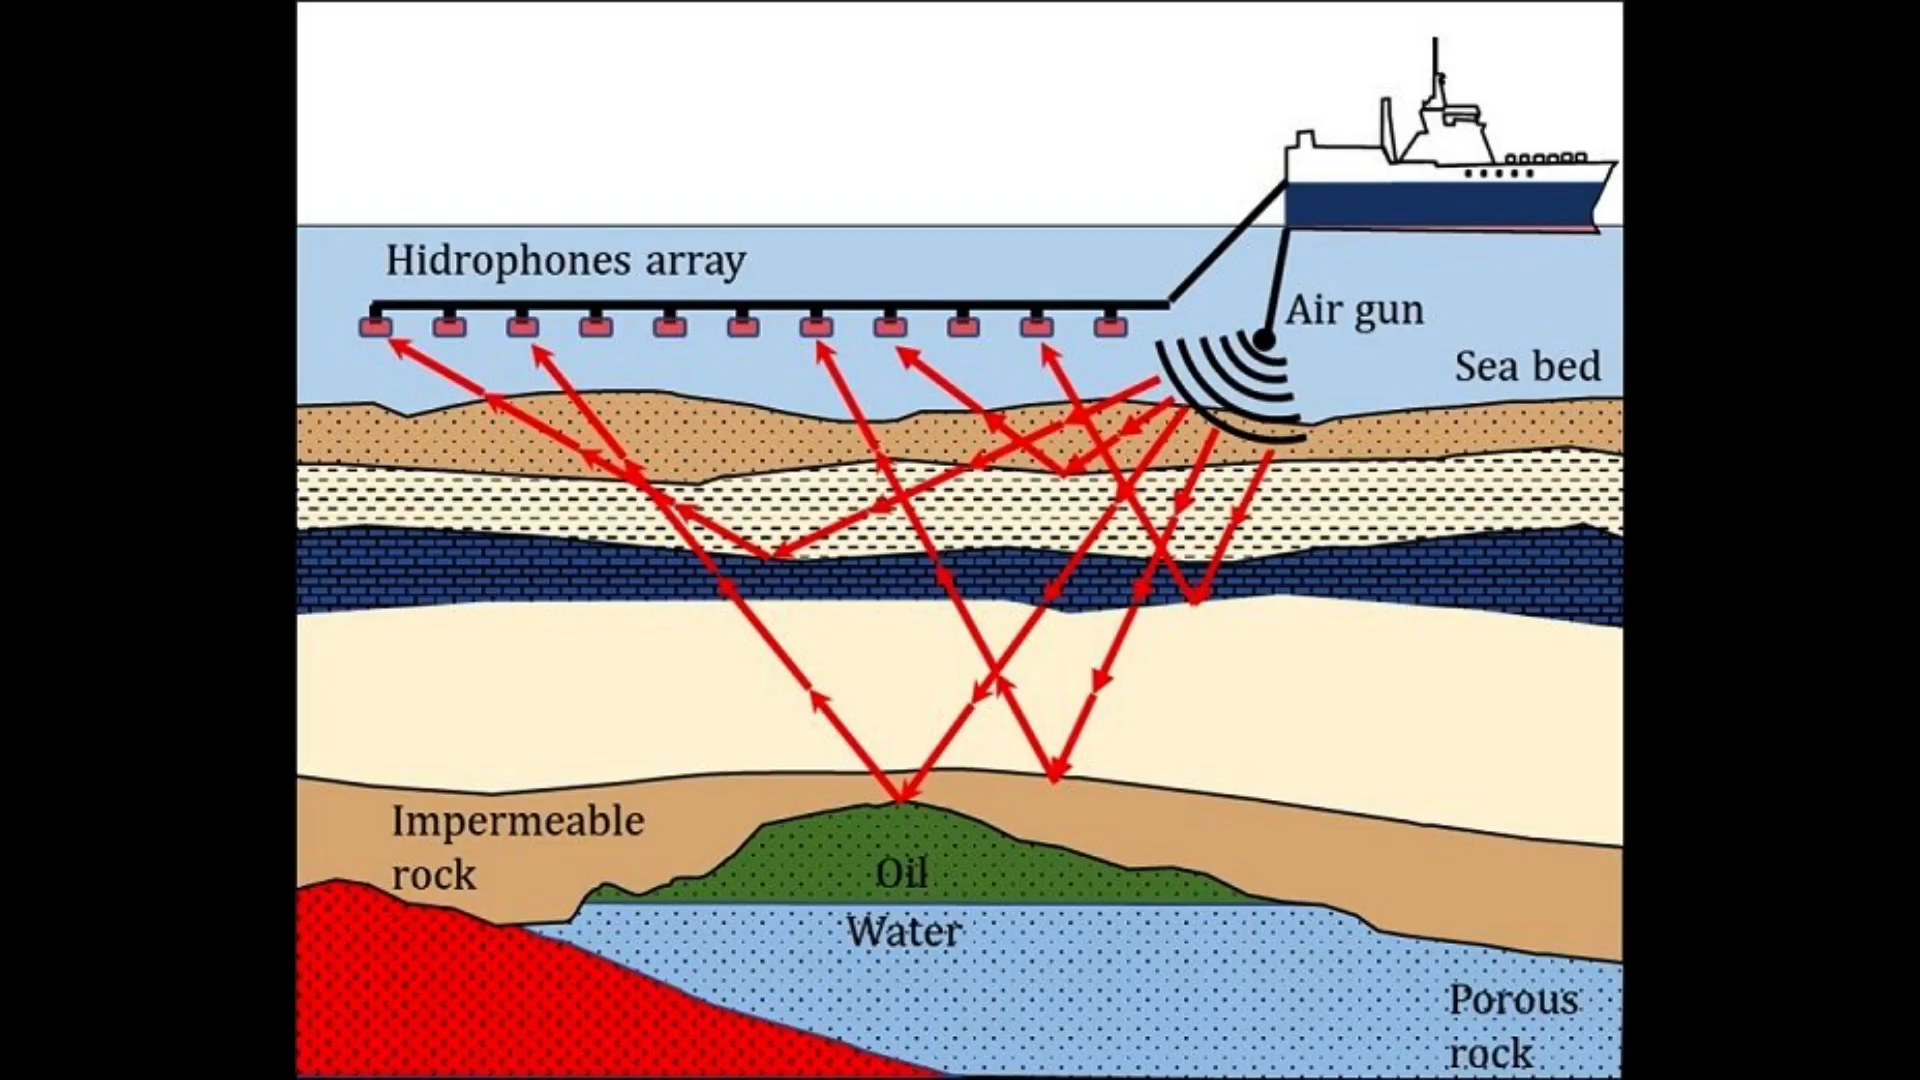 Hidrophones array
Air gun
Sea bed
Impermeable
rock
Oil
Water
Porous
rock